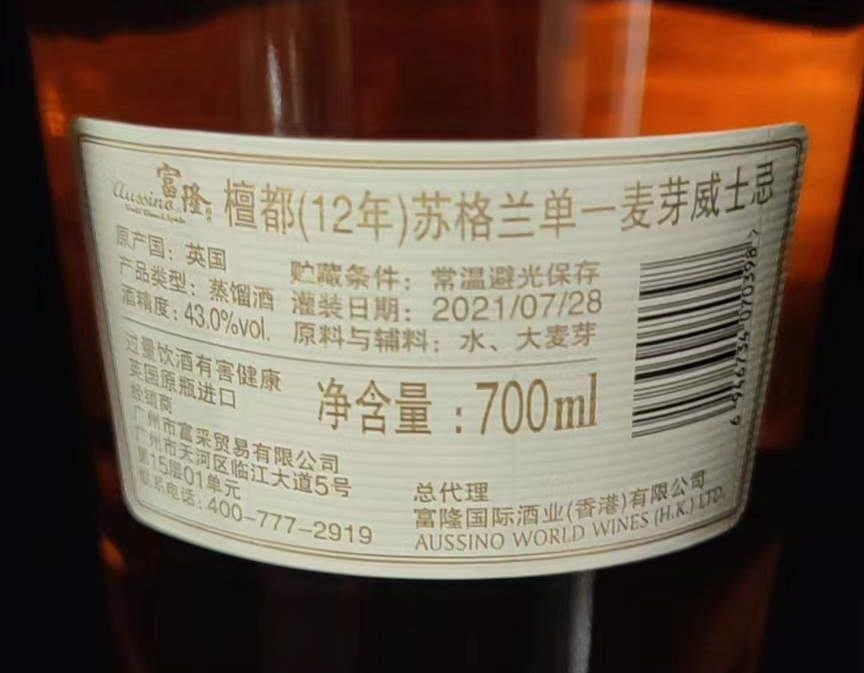 富隆
Aussino
World Wines & Spirits
檀都(12年)苏格兰单一麦芽威士忌
原产国：英国
产品类型：蒸馏酒
酒精度：43.0%vol.
贮藏条件：常温避光保存
灌装日期：2021/07/28
原料与辅料：水、大麦芽
过量饮酒有害健康
英国原瓶进口
经销商
广州市富采贸易有限公司
广州市天河区临江大道5号
第15层01单元
联系电话：400-777-2919
净含量：700ml
总代理
富隆国际酒业(香港)有限公司
AUSSINO WORLD WINES (H.K.) LTD.
6 946734 070398 >